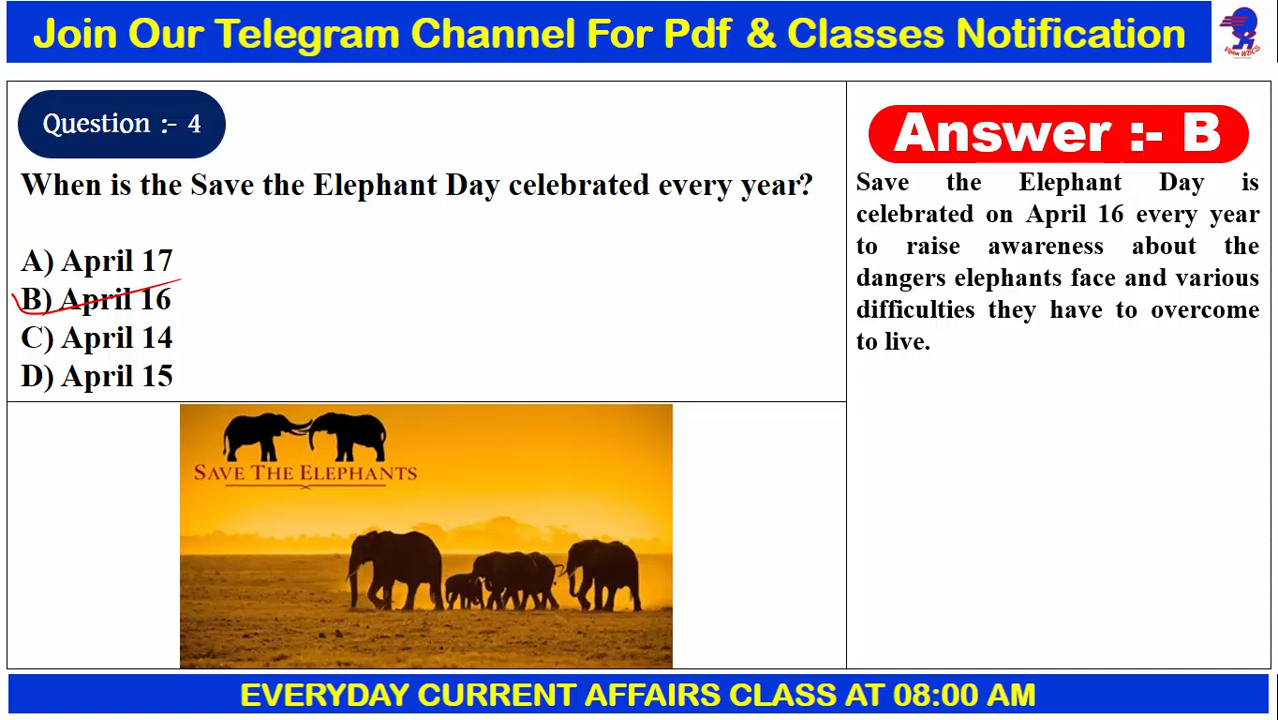 Join Our Telegram Channel For Pdf & Classes Notification
Question :- 4
When is the Save the Elephant Day celebrated every year?
A) April 17
B) April 16
C) April 14
D) April 15
SAVE THE ELEPHANTS
Answer :- B
Save the Elephant Day is
celebrated on April 16 every year
to raise awareness about the
dangers elephants face and various
difficulties they have to overcome
to live.
EVERYDAY CURRENT AFFAIRS CLASS AT 08:00 AM